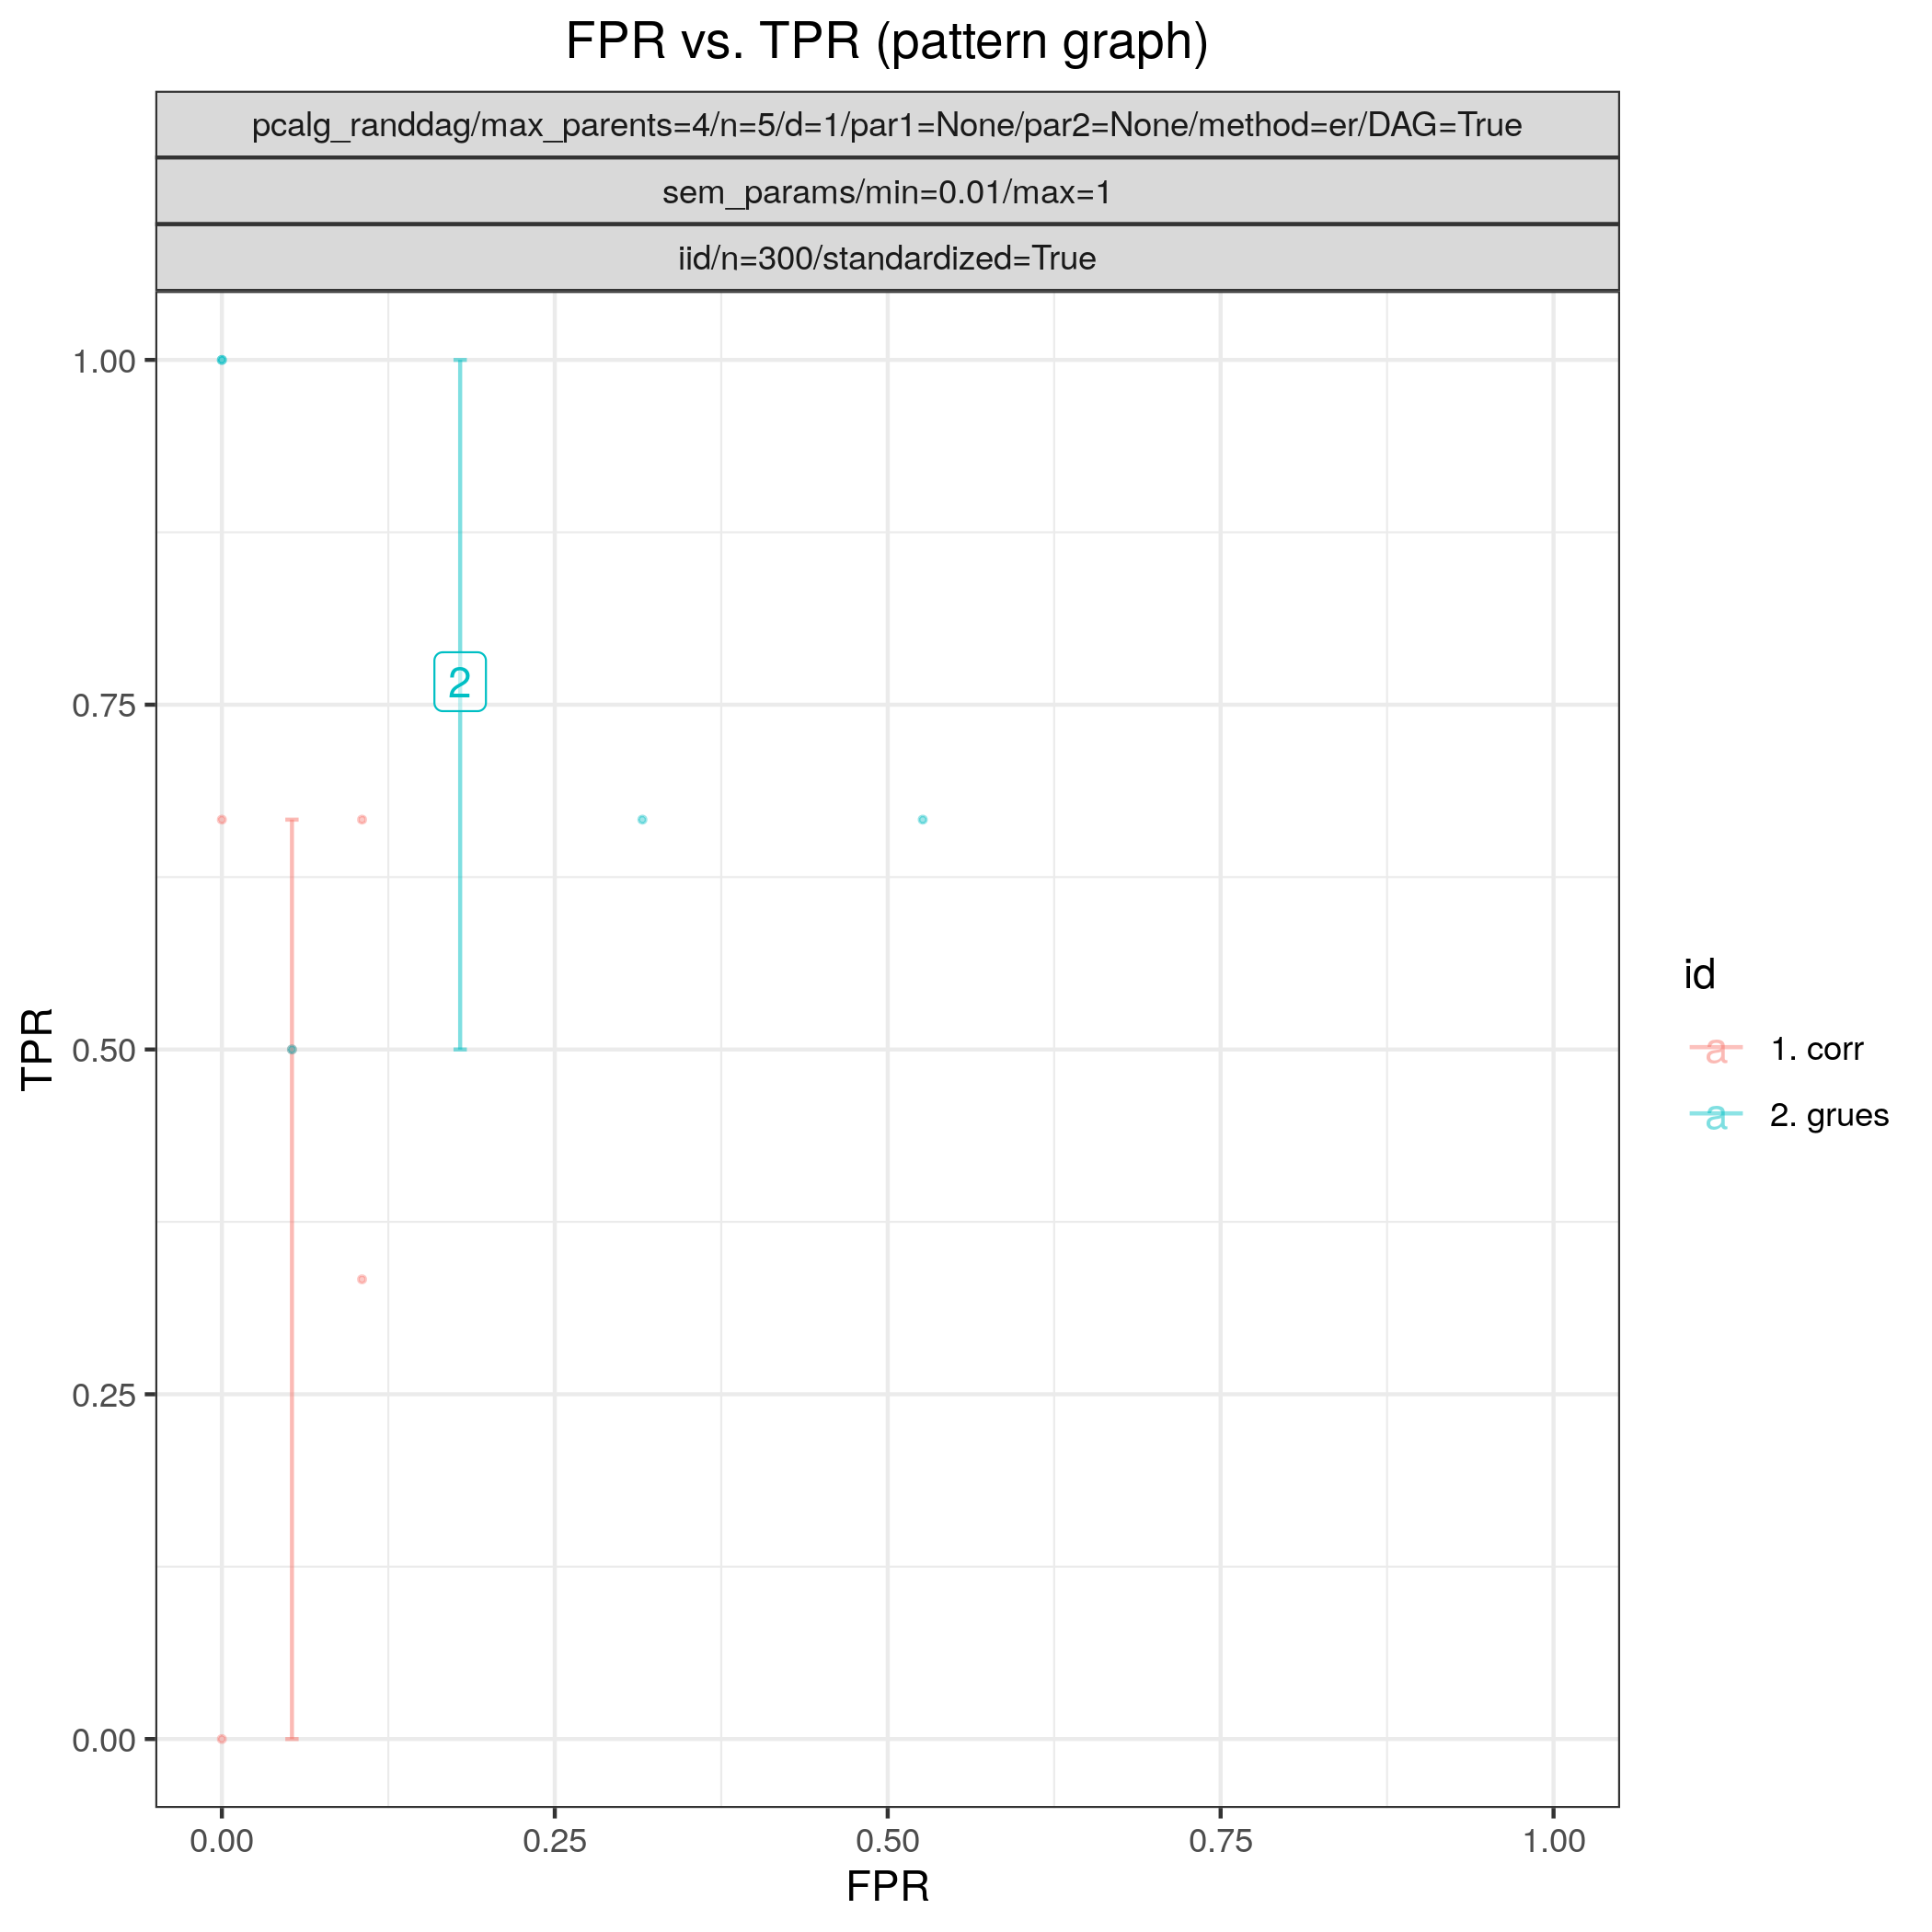 FPR vs. TPR (pattern graph)
pcalg_randdag/max_parents=4/n=5/d=1/par1=None/par2=None/method=er/DAG=True
sem_params/min=0.01/max=1
iid/n=300/standardized=True
1.00
0.75
0.50
0.25
0.00
TPR
2
0.00 0.25 0.50 0.75 1.00
FPR
id
a 1. corr
a 2. grues